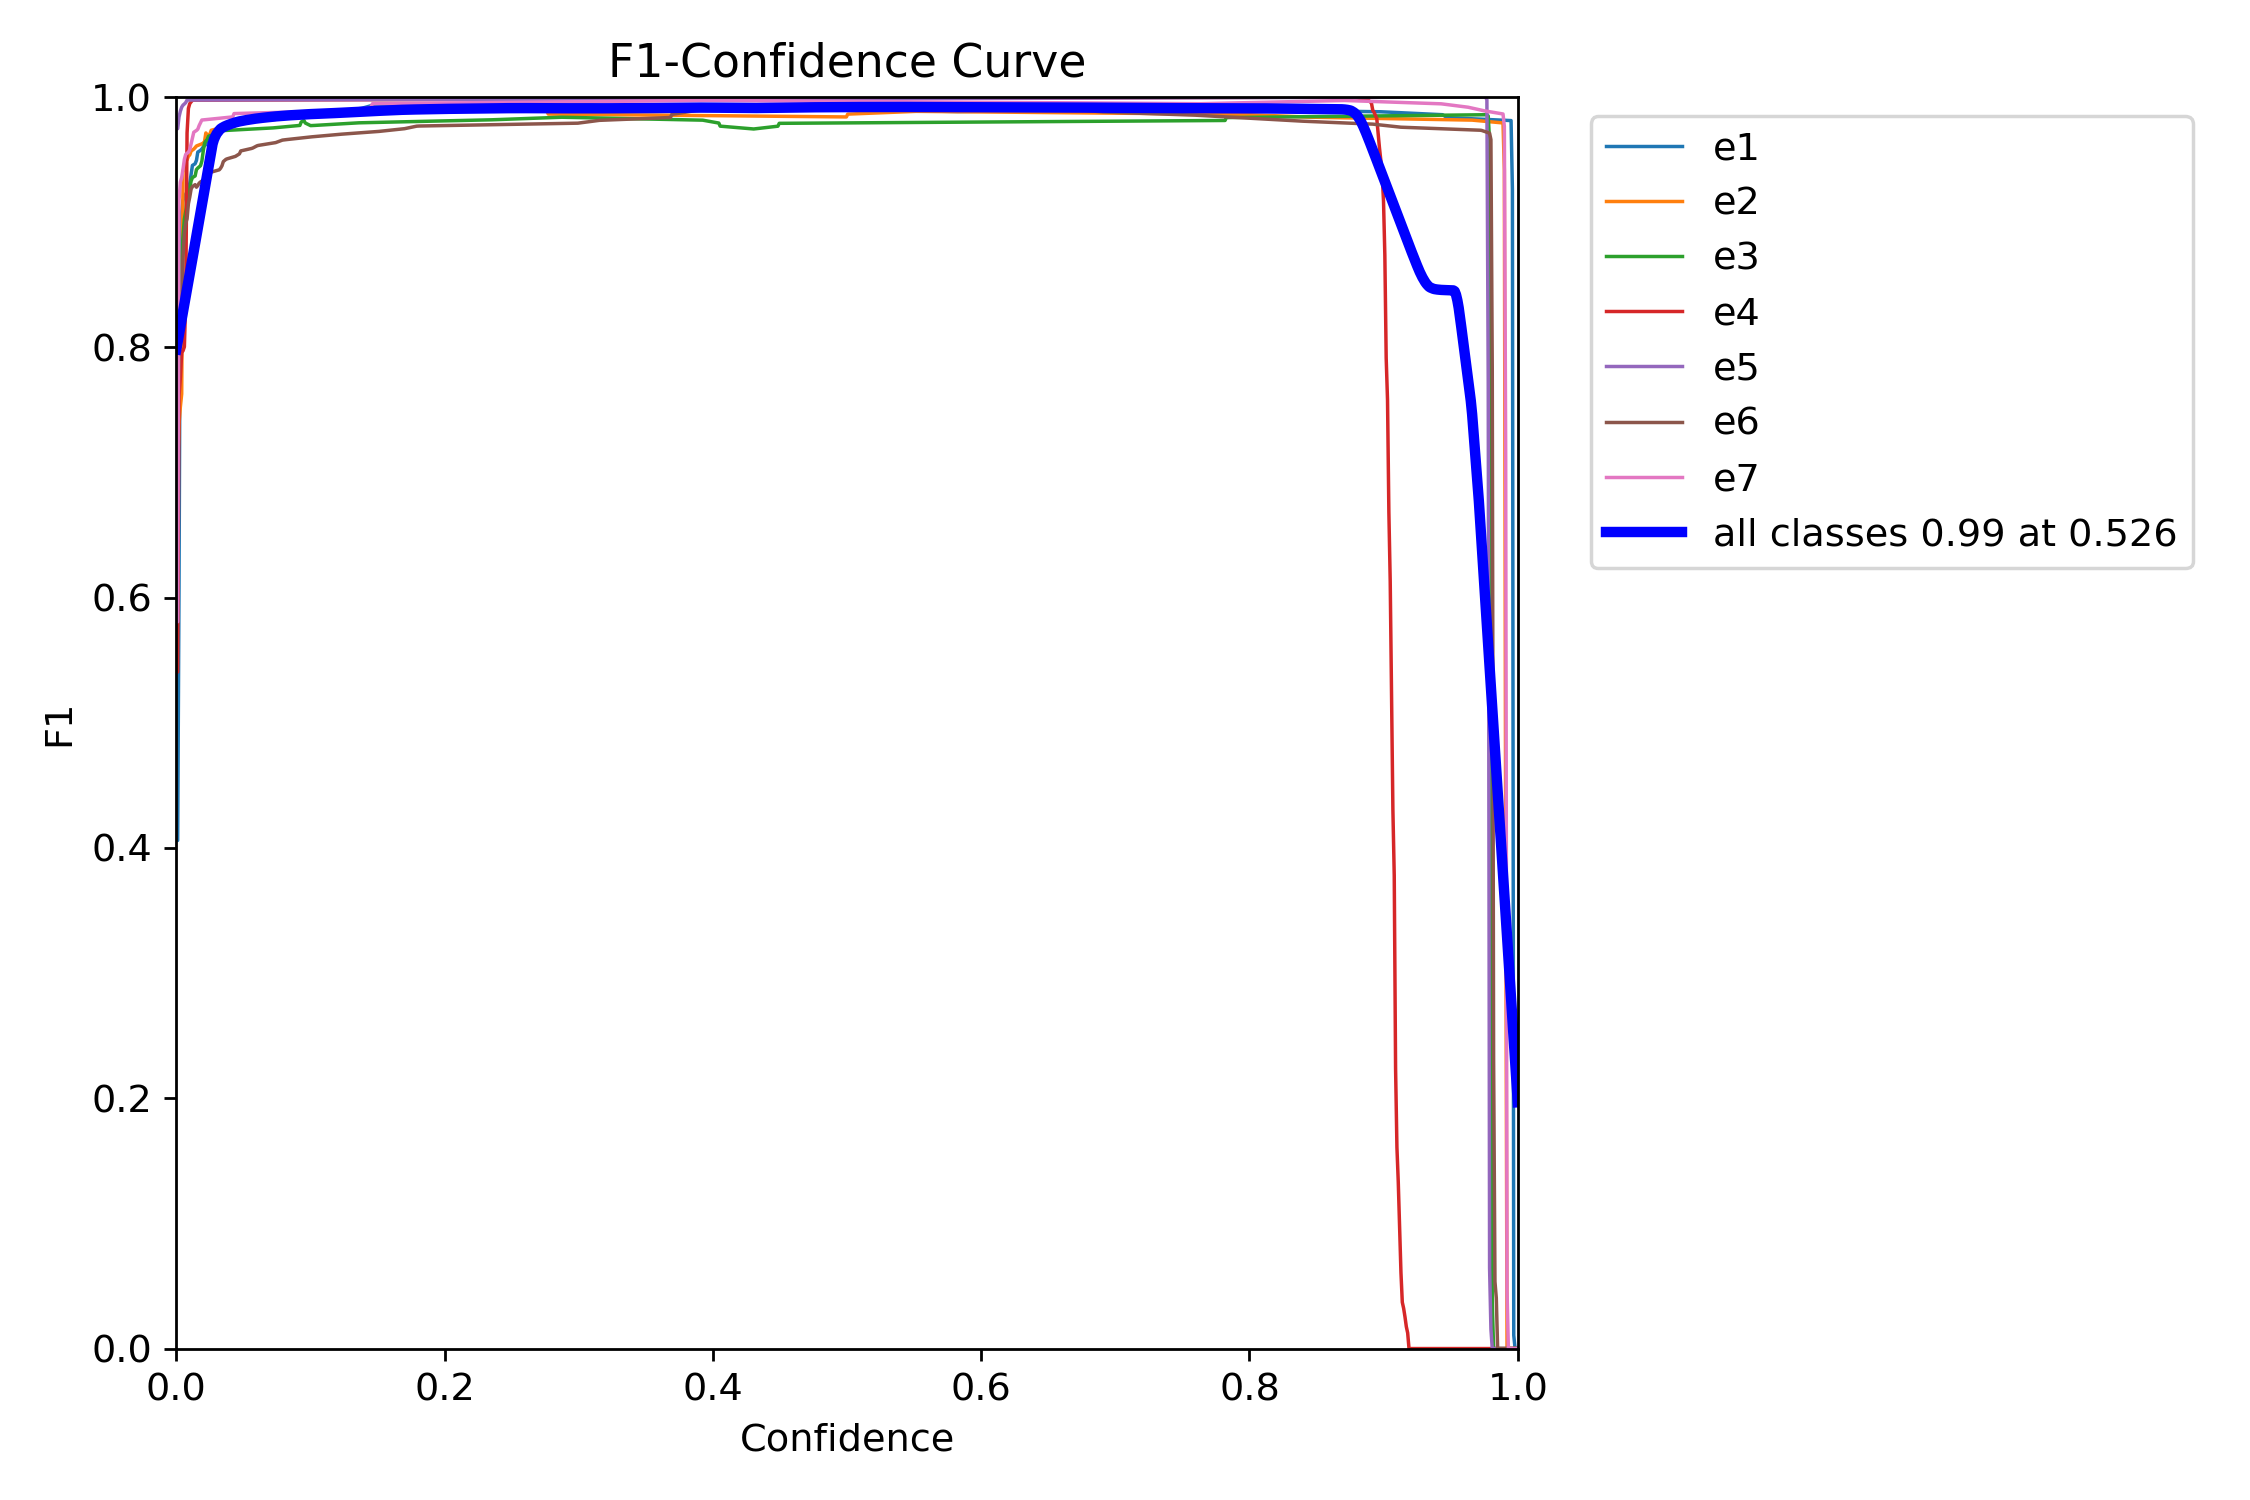 F1-Confidence Curve
1.0
0.8
0.6
0.4
0.2
0.0
F1
0.0 0.2 0.4 0.6 0.8 1.0
Confidence
e1
e2
e3
e4
e5
e6
e7
all classes 0.99 at 0.526